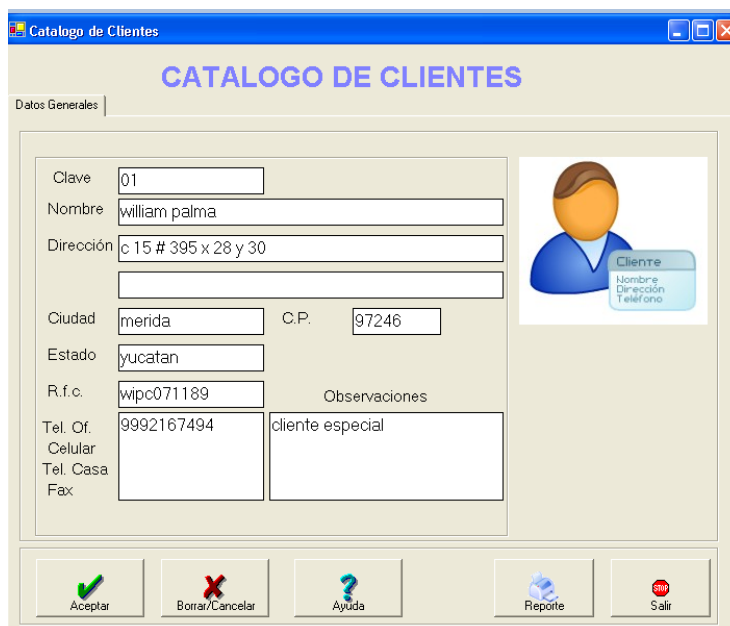 Catalogo de Clientes
CATALOGO DE CLIENTES
Datos Generales
Clave 01
Nombre william palma
Dirección c 15 # 395 x 28 y 30
Ciudad merida C.P. 97246
Estado yucatan
R.f.c. wipc071189 Observaciones
Tel. Of. 9992167494 cliente especial
Celular
Tel. Casa
Fax
Cliente
Nombre
Dirección
Teléfono
Aceptar Borrar/Cancelar Ayuda Reporte STOP Salir